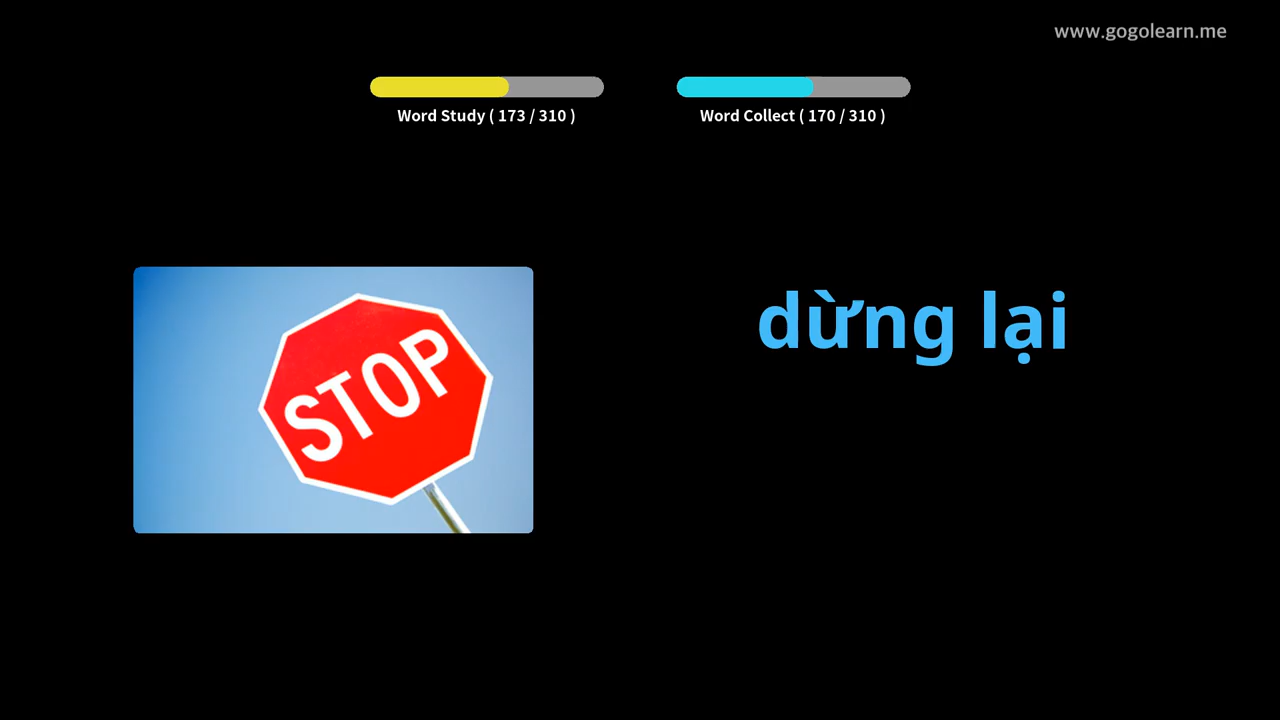 www.gogolearn.me
Word Study ( 173 / 310 )
Word Collect ( 170 / 310 )
STOP
dừng lại